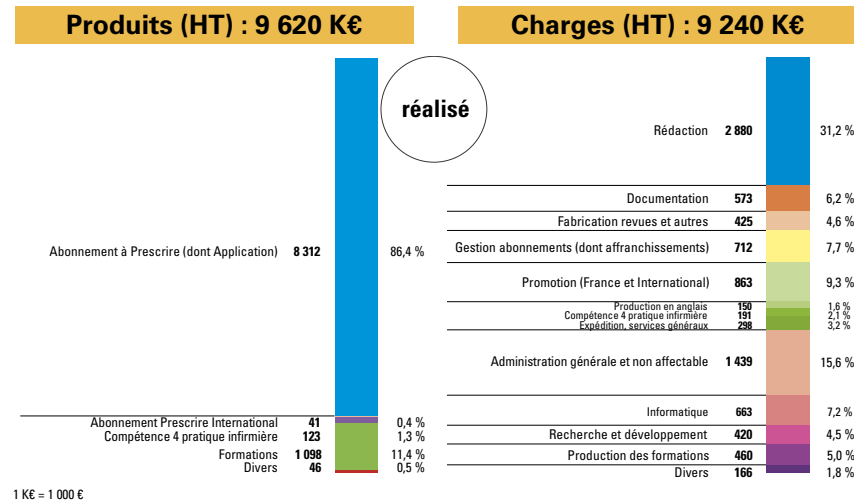 Produits (HT) : 9 620 K€
Abonnement à Prescrire (dont Application) 8 312 86,4 %
Abonnement Prescrire International 41 0,4 %
Compétence 4 pratique infirmière 123 1,3 %
Formations 1 098 11,4 %
Divers 46 0,5 %
1 K€ = 1 000 €
réalisé
Charges (HT) : 9 240 K€
Rédaction 2 880 31,2 %
Documentation 573 6,2 %
Fabrication revues et autres 425 4,6 %
Gestion abonnements (dont affranchissements) 712 7,7 %
Promotion (France et International) 863 9,3 %
Production en anglais 150 1,6 %
Compétence 4 pratique infirmière 191 2,1 %
Expédition, services généraux 298 3,2 %
Administration générale et non affectable 1 439 15,6 %
Informatique 663 7,2 %
Recherche et développement 420 4,5 %
Production des formations 460 5,0 %
Divers 166 1,8 %